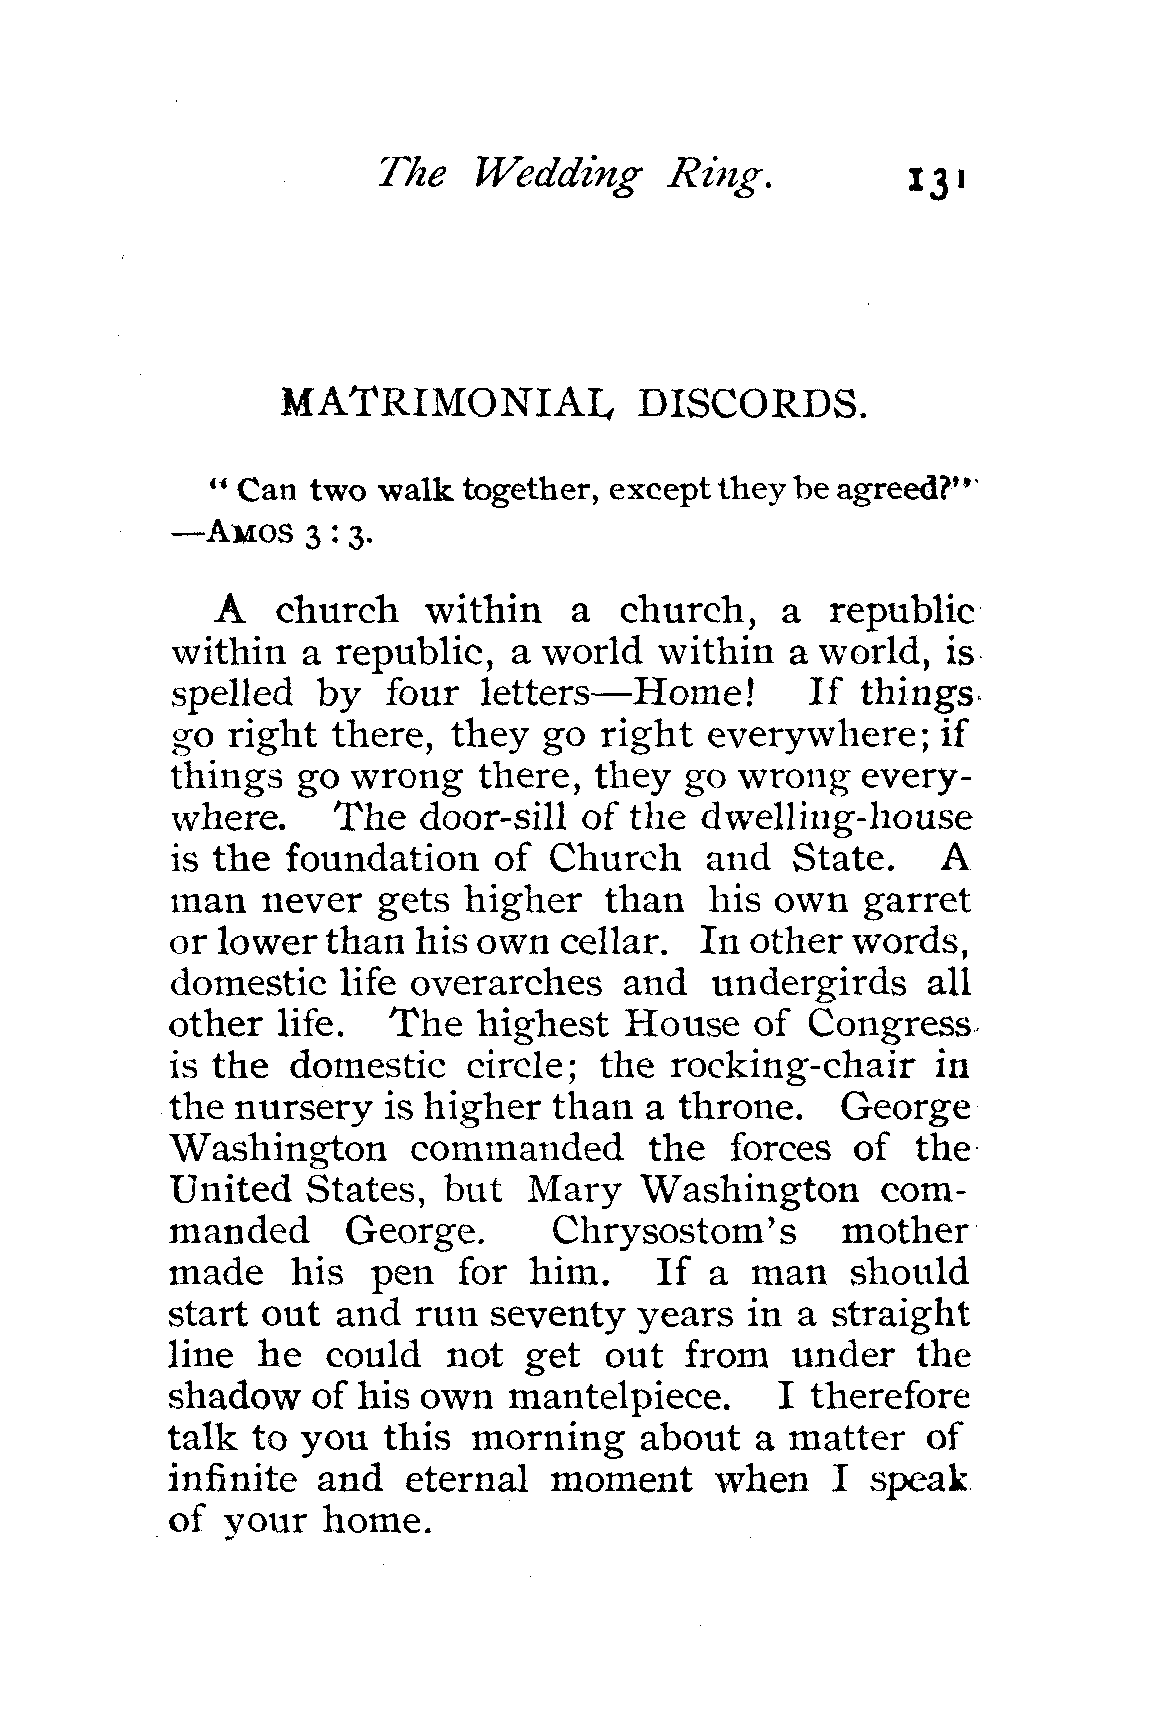 The Wedding Ring. 131
MATRIMONIAL DISCORDS.
" Can two walk together, except they be agreed?"
—AMOS 3 : 3.
A church within a church, a republic
within a republic, a world within a world, is
spelled by four letters—Home! If things
go right there, they go right everywhere; if
things go wrong there, they go wrong every-
where. The door-sill of the dwelling-house
is the foundation of Church and State. A
man never gets higher than his own garret
or lower than his own cellar. In other words,
domestic life overarches and undergirds all
other life. The highest House of Congress
is the domestic circle; the rocking-chair in
the nursery is higher than a throne. George
Washington commanded the forces of the
United States, but Mary Washington com-
manded George. Chrysostom's mother
made his pen for him. If a man should
start out and run seventy years in a straight
line he could not get out from under the
shadow of his own mantelpiece. I therefore
talk to you this morning about a matter of
infinite and eternal moment when I speak
of your home.